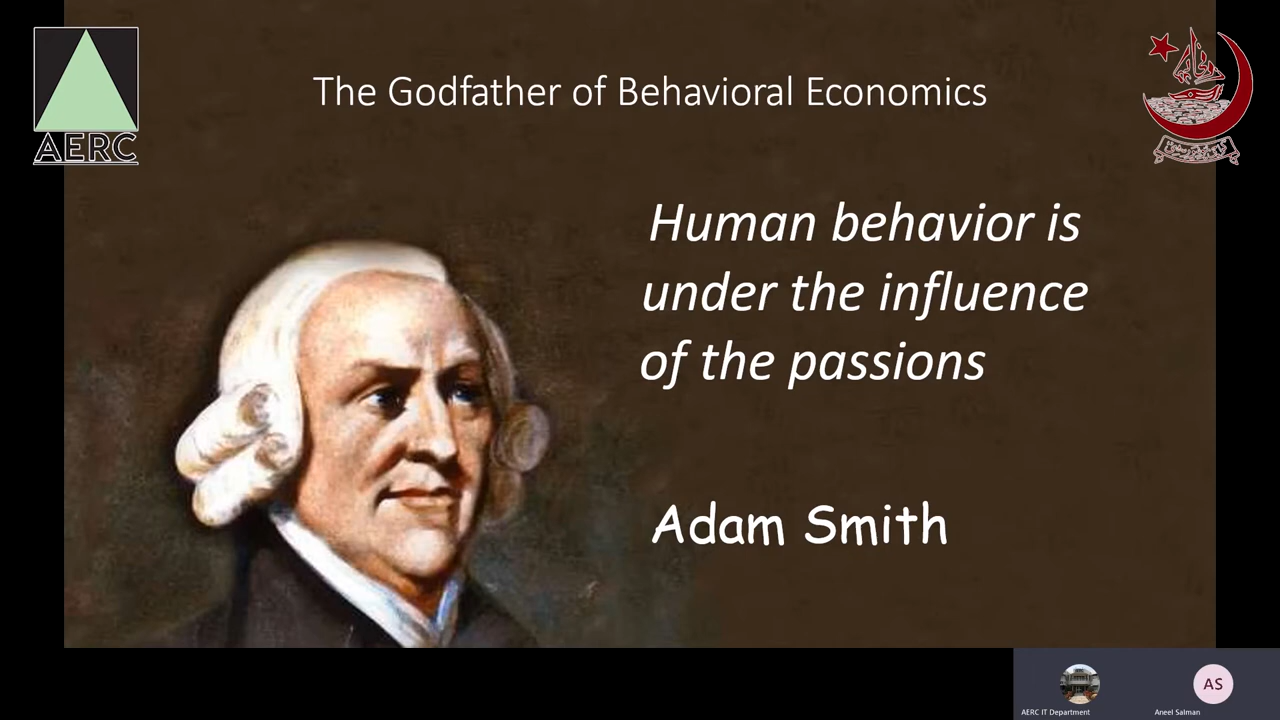 The Godfather of Behavioral Economics
AERC
Human behavior is
under the influence
of the passions
Adam Smith
AS
AERC IT Department
Aneel Salman